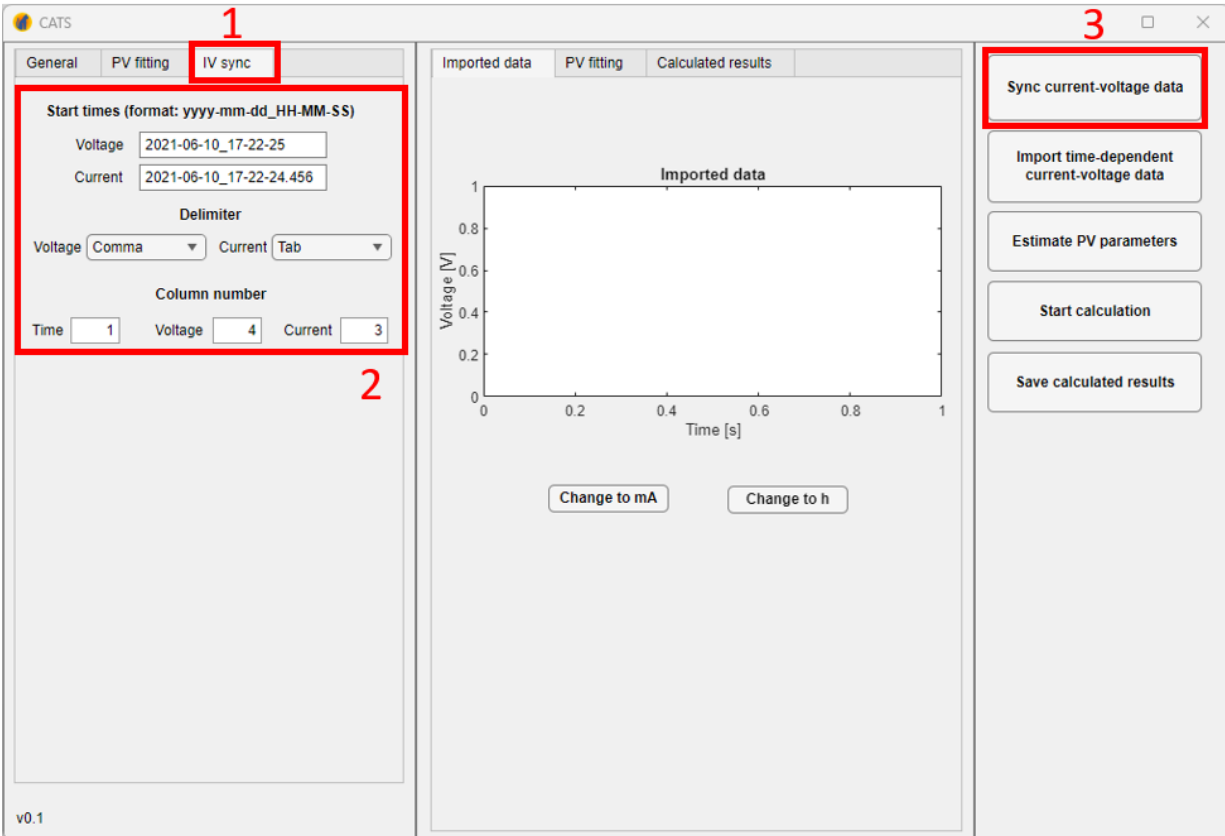 CATS
1
3
General PV fitting IV sync
Start times (format: yyyy-mm-dd_HH-MM-SS)
Voltage 2021-06-10_17-22-25
Current 2021-06-10_17-22-24.456
Delimiter
Voltage Comma Current Tab
Column number
Time 1 Voltage 4 Current 3
2
v0.1
Imported data PV fitting Calculated results
Imported data
Voltage [V]
1
0.8
0.6
0.4
0.2
0
0 0.2 0.4 0.6 0.8 1
Time [s]
Change to mA Change to h
Sync current-voltage data
Import time-dependent
current-voltage data
Estimate PV parameters
Start calculation
Save calculated results